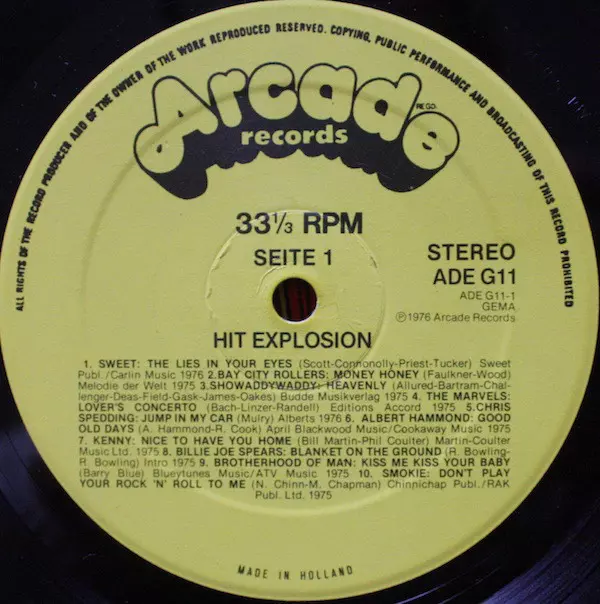 ALL RIGHTS OF THE RECORD PRODUCER AND OF THE OWNER OF THE WORK REPRODUCED RESERVED. COPYING, PUBLIC PERFORMANCE AND BROADCASTING OF THIS RECORD PROHIBITED
Arcade
REGD.
records
33⅓ RPM
SEITE 1
STEREO
ADE G11
ADE G11-1
GEMA
Ⓟ1976 Arcade Records
HIT EXPLOSION
1. SWEET: THE LIES IN YOUR EYES (Scott-Connonolly-Priest-Tucker) Sweet
Publ./Carlin Music 1976 2.BAY CITY ROLLERS: MONEY HONEY (Faulkner-Wood)
Melodie der Welt 1975 3.SHOWADDYWADDY: HEAVENLY (Allured-Bartram-Chal-
lenger-Deas-Field-Gask-James-Oakes) Budde Musikverlag 1975 4. THE MARVELS:
LOVER'S CONCERTO (Bach-Linzer-Randell) Editions Accord 1975 5.CHRIS
SPEDDING: JUMP IN MY CAR (Mulry) Alberts 1976 6. ALBERT HAMMOND: GOOD
OLD DAYS (A. Hammond-R. Cook) April Blackwood Music/Cookaway Music 1975
7. KENNY: NICE TO HAVE YOU HOME (Bill Martin-Phil Coulter) Martin-Coulter
Music Ltd. 1975 8. BILLIE JOE SPEARS: BLANKET ON THE GROUND (R. Bowling-
R. Bowling) Intro 1975 9. BROTHERHOOD OF MAN: KISS ME KISS YOUR BABY
(Barry Blue) Blueytunes Music/ATV Music 1975 10. SMOKIE: DON'T PLAY
YOUR ROCK 'N' ROLL TO ME (N. Chinn-M. Chapman) Chinnichap Publ./RAK
Publ. Ltd. 1975
MADE IN HOLLAND